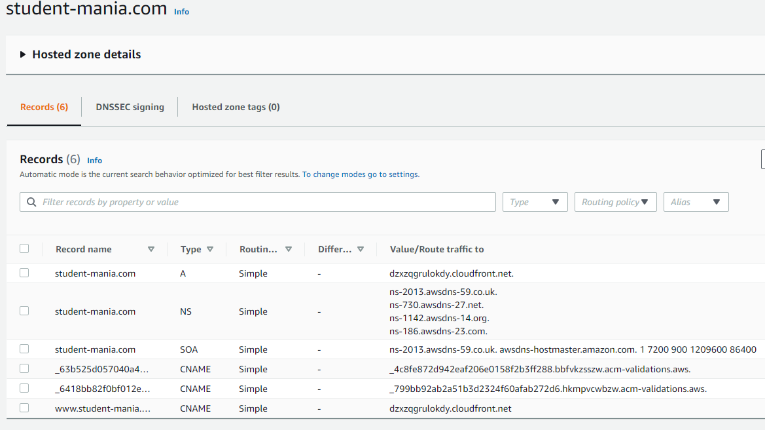 student-mania.com Info
Hosted zone details
Records (6) DNSSEC signing Hosted zone tags (0)
Records (6) Info
Automatic mode is the current search behavior optimized for best filter results. To change modes go to settings.
Filter records by property or value Type Routing policy Alias
Record name Type Routin... Differ... Value/Route traffic to
student-mania.com A Simple - dzxzqgrulokdy.cloudfront.net.
student-mania.com NS Simple - ns-2013.awsdns-59.co.uk.
ns-730.awsdns-27.net.
ns-1142.awsdns-14.org.
ns-186.awsdns-23.com.
student-mania.com SOA Simple - ns-2013.awsdns-59.co.uk. awsdns-hostmaster.amazon.com. 1 7200 900 1209600 86400
_63b525d057040a4... CNAME Simple - _4c8fe872d942eaf206e0158f2b3ff288.bbfvkzsszw.acm-validations.aws.
_6418bb82f0bf012e... CNAME Simple - _799bb92ab2a51b3d2324f60afab272d6.hkmpvcwbzw.acm-validations.aws.
www.student-mania.... CNAME Simple - dzxzqgrulokdy.cloudfront.net